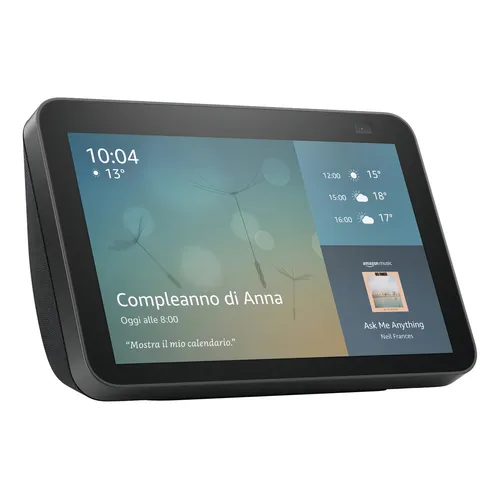 10:04
13°
Compleanno di Anna
Oggi alle 8:00
“Mostra il mio calendario.”
12:00 15°
15:00 18°
16:00 17°
amazon music
Ask Me Anything
Neil Frances